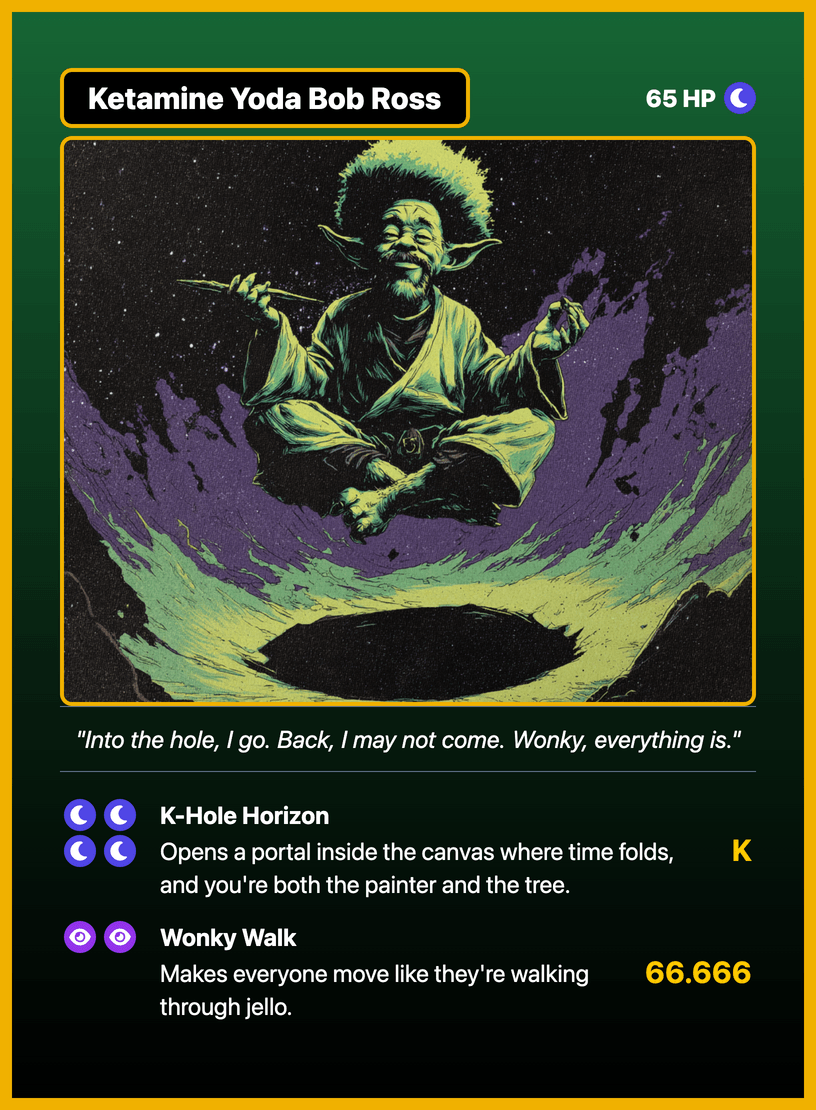 Ketamine Yoda Bob Ross
65 HP
"Into the hole, I go. Back, I may not come. Wonky, everything is."
K-Hole Horizon
Opens a portal inside the canvas where time folds,
and you're both the painter and the tree.
K
Wonky Walk
Makes everyone move like they're walking
through jello.
66.666